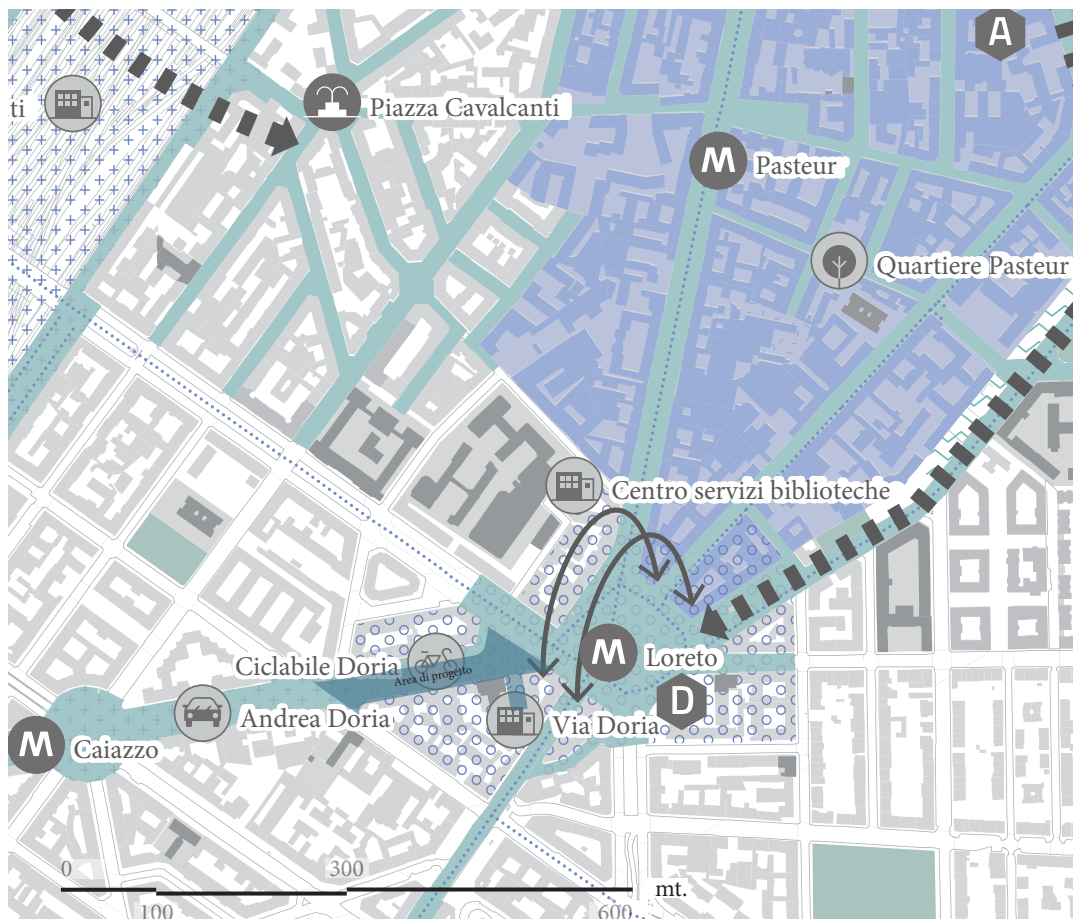 A
ti
Piazza Cavalcanti
M
Pasteur
Quartiere Pasteur
Centro servizi biblioteche
Ciclabile Doria
Area di progetto
M
Loreto
D
Andrea Doria
Via Doria
M
Caiazzo
0
300
mt.
100
600